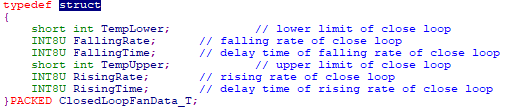 typedef struct
{
    short int TempLower;             // lower limit of close loop
    INT8U FallingRate;       // falling rate of close loop
    INT8U FallingTime;       // delay time of falling rate of close loop
    short int TempUpper;             // upper limit of close loop
    INT8U RisingRate;        // rising rate of close loop
    INT8U RisingTime;        // delay time of rising rate of close loop
}PACKED ClosedLoopFanData_T;